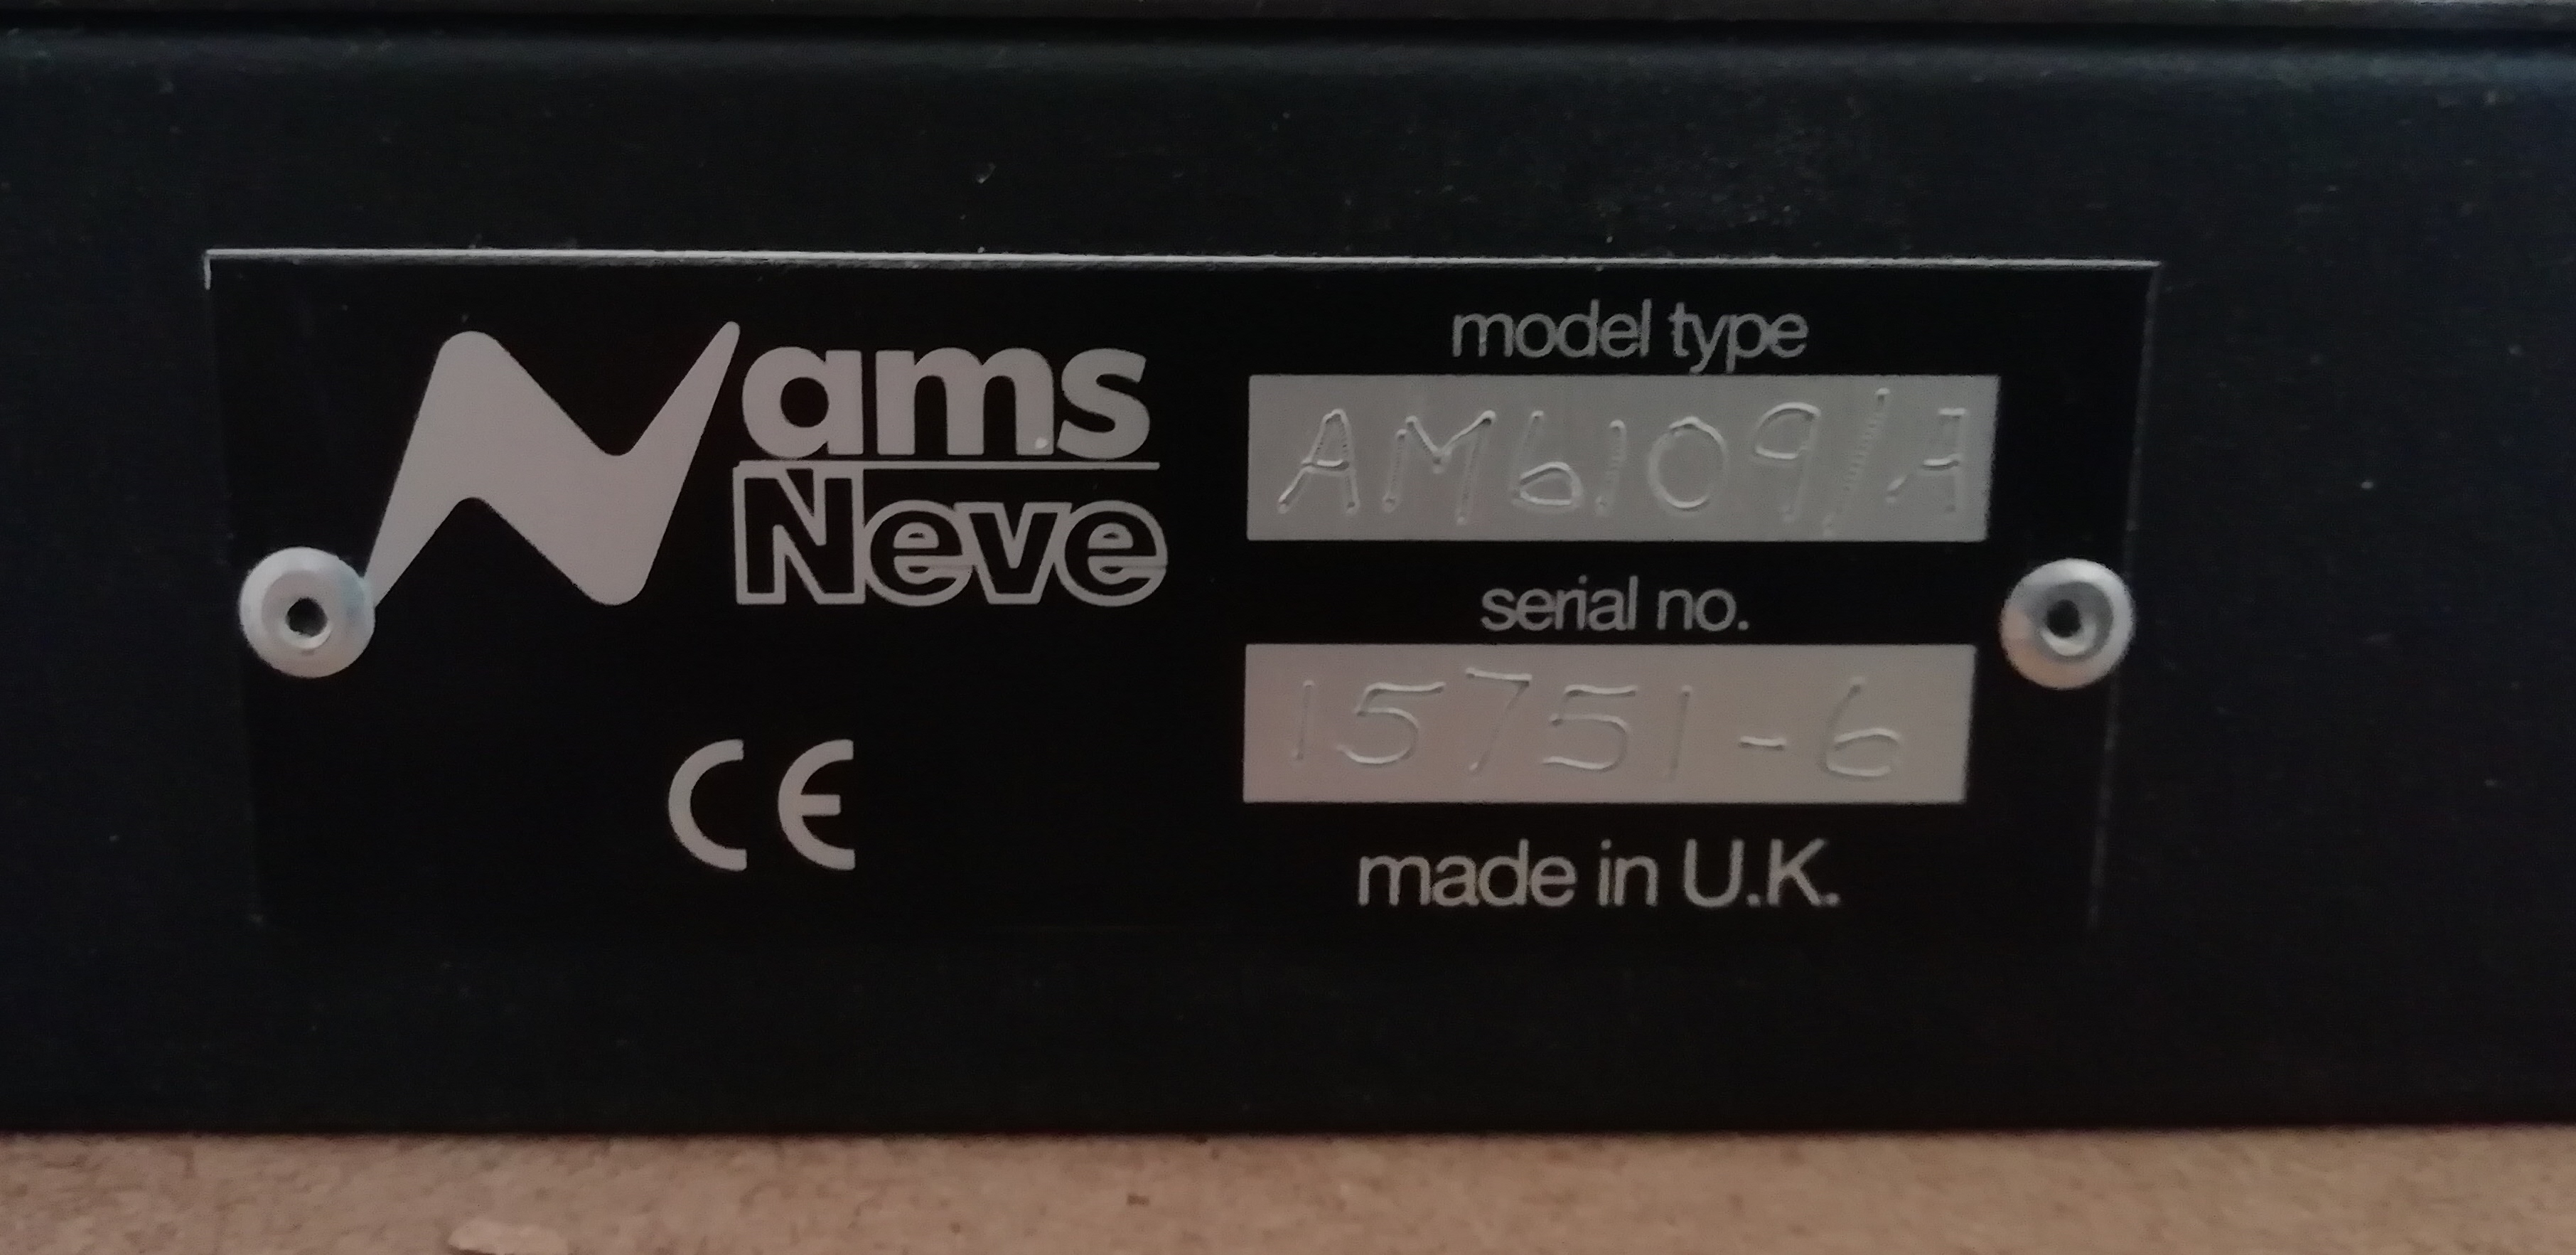 ams
Neve
CE
model type
AM6109/A
serial no.
15751-6
made in U.K.